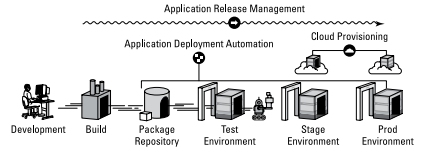 Application Release Management
Cloud Provisioning
Application Deployment Automation
Development
Build
Package
Repository
Test
Environment
Stage
Environment
Prod
Environment